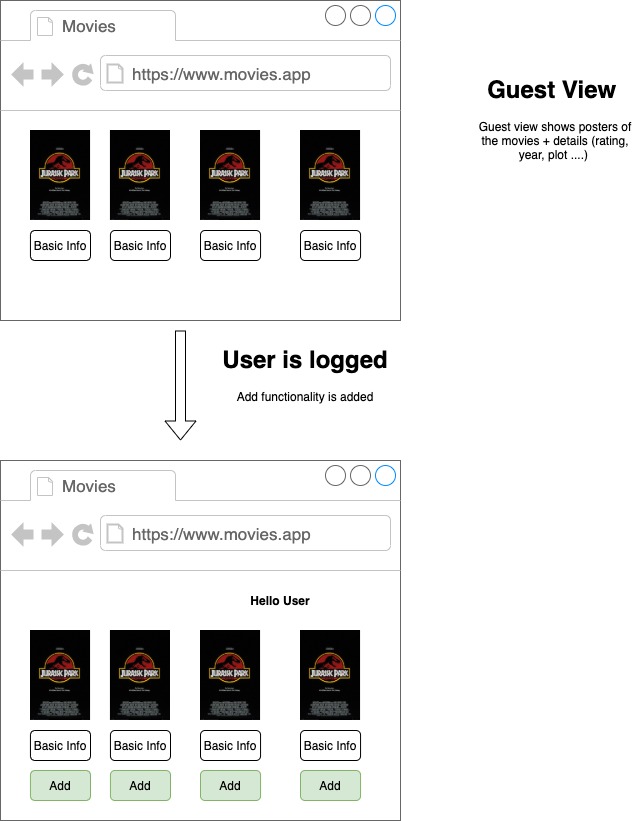 Movies
https://www.movies.app
Guest View
Guest view shows posters of
the movies + details (rating,
year, plot ....)
JURASSIC PARK JURASSIC PARK JURASSIC PARK JURASSIC PARK
Basic Info Basic Info Basic Info Basic Info
User is logged
Add functionality is added
Movies
https://www.movies.app
Hello User
JURASSIC PARK JURASSIC PARK JURASSIC PARK JURASSIC PARK
Basic Info Basic Info Basic Info Basic Info
Add Add Add Add